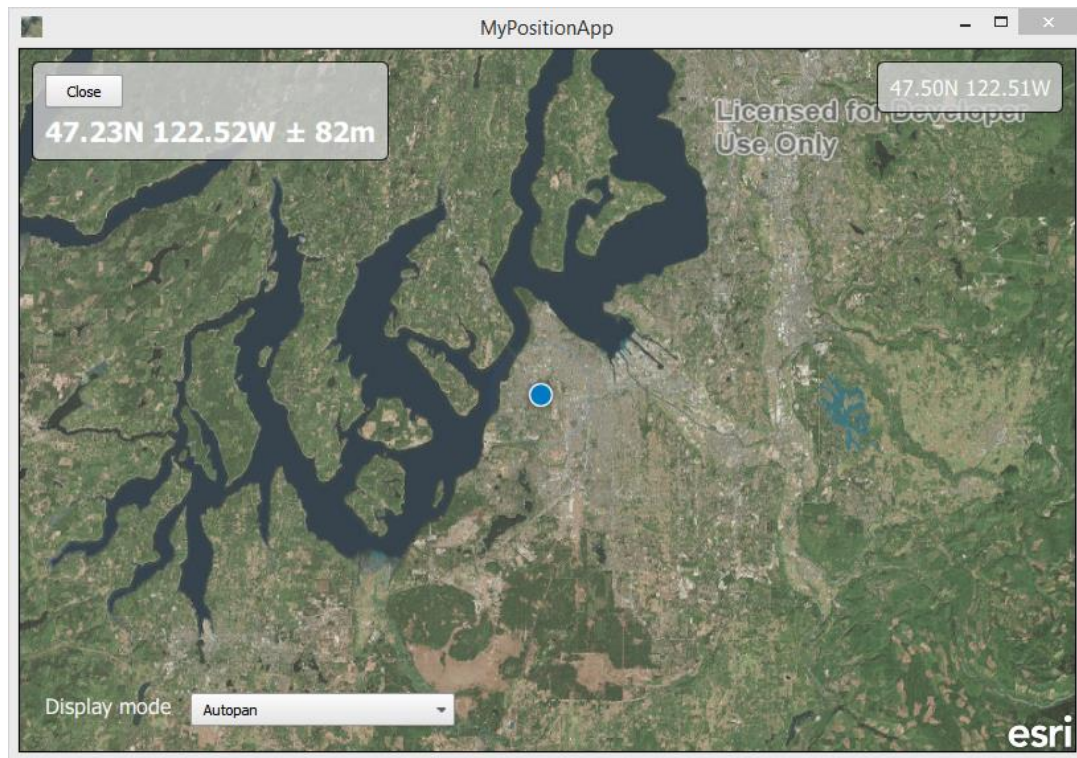 MyPositionApp
Close
47.23N 122.52W ± 82m
47.50N 122.51W
Licensed for Developer
Use Only
Display mode
Autopan
esri